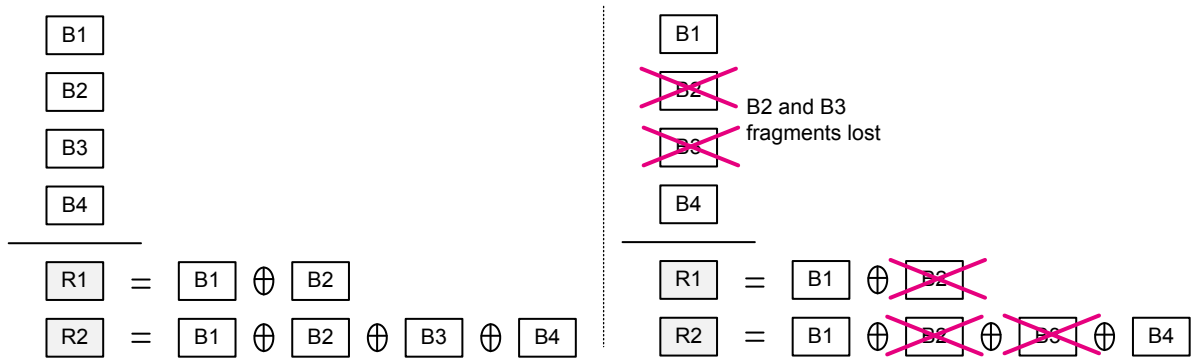 B1
B2
B3
B4
R1 = B1 ⊕ B2
R2 = B1 ⊕ B2 ⊕ B3 ⊕ B4
B1
B2
B3
B2 and B3
fragments lost
B4
R1 = B1 ⊕ B2
R2 = B1 ⊕ B2 ⊕ B3 ⊕ B4